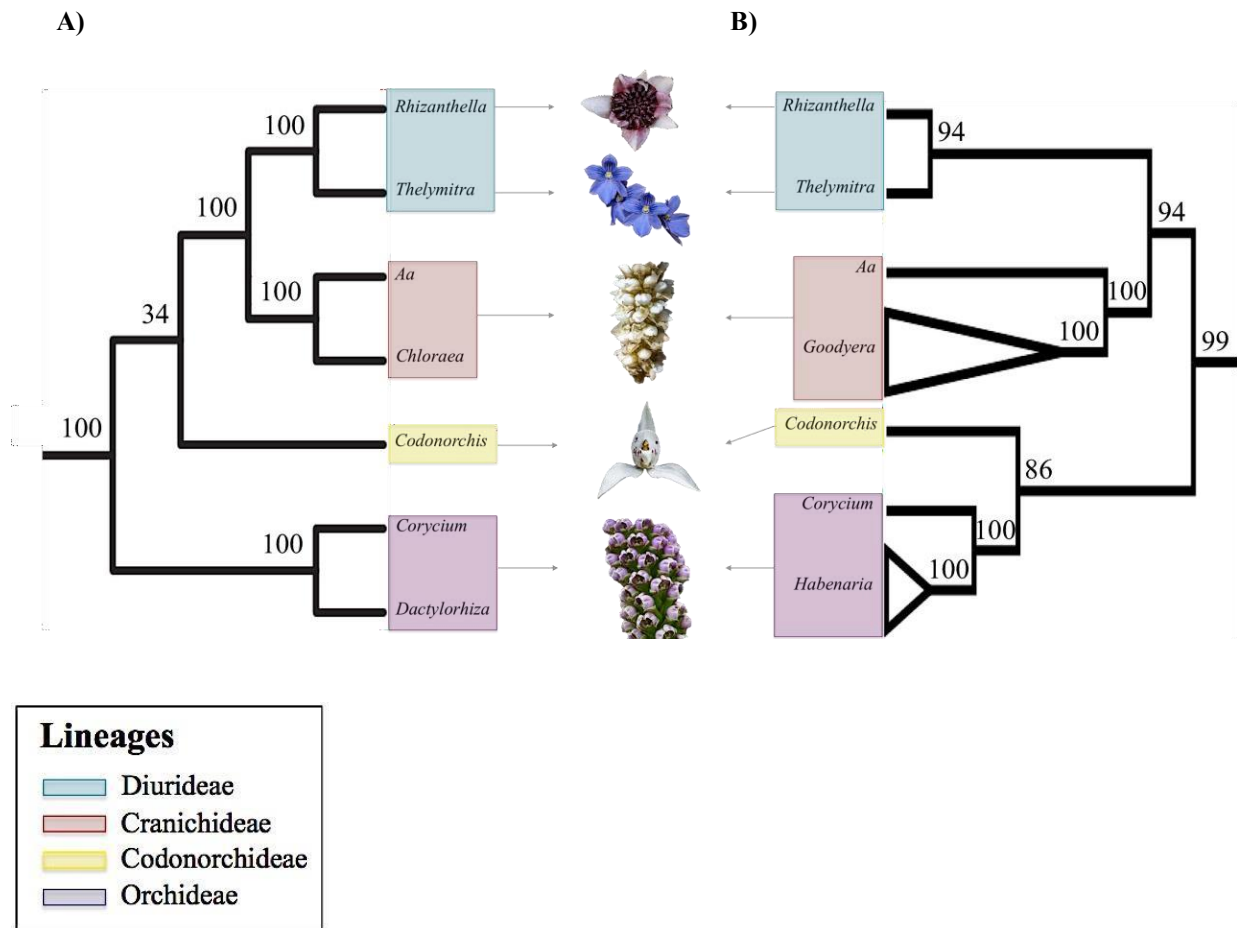 A)
B)
100
100
34
100
100
100
Rhizanthella
Thelymitra
Aa
Chloraea
Codonorchis
Corycium
Dactylorhiza
Rhizanthella
Thelymitra
Aa
Goodyera
Codonorchis
Corycium
Habenaria
94
94
100
100
99
86
100
100
Lineages
Diurideae
Cranichideae
Codonorchideae
Orchideae